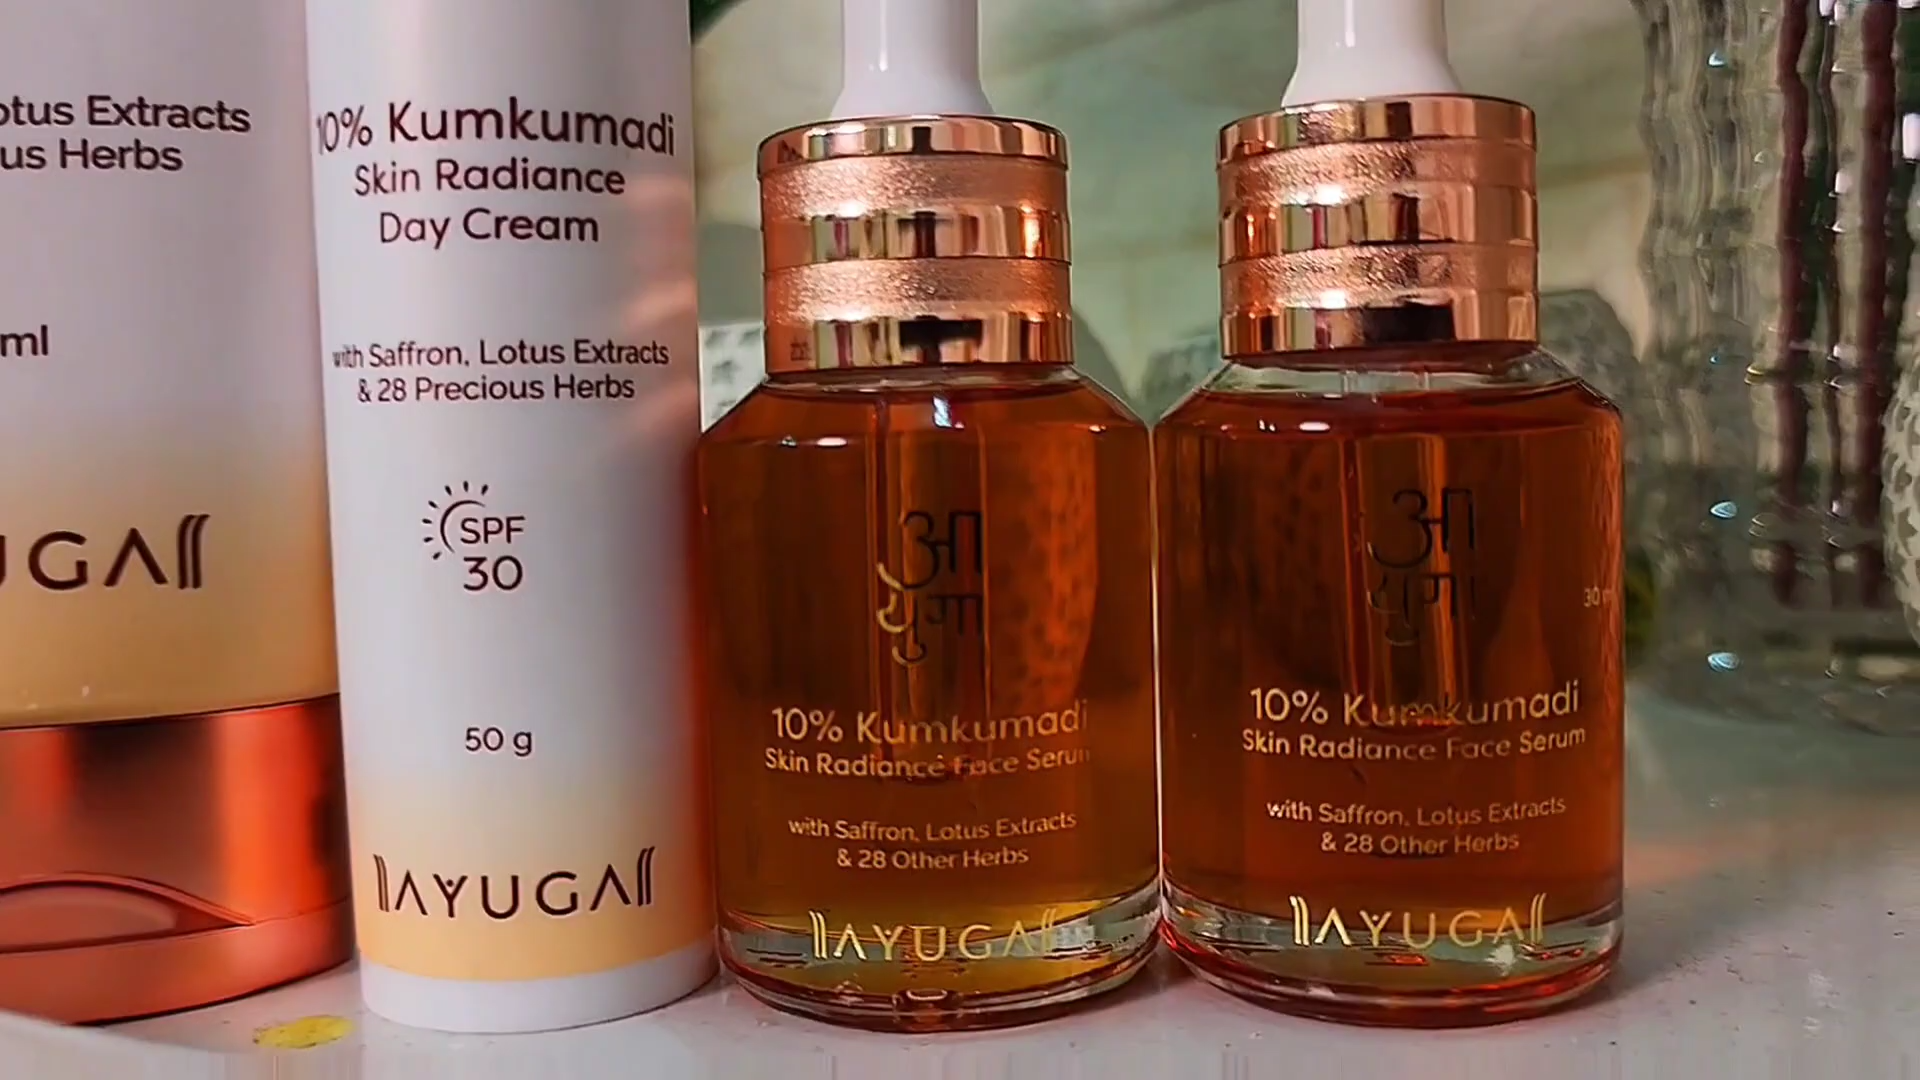 otus Extracts
us Herbs
ml
UGA
10% Kumkumadi
Skin Radiance
Day Cream
with Saffron, Lotus Extracts
& 28 Precious Herbs
SPF
30
50 g
AYUGA
आ
युगा
10% Kumkumadi
Skin Radiance Face Serum
with Saffron, Lotus Extracts
& 28 Other Herbs
AYUGA
आ
युगा
30
10% Kumkumadi
Skin Radiance Face Serum
with Saffron, Lotus Extracts
& 28 Other Herbs
AYUGA